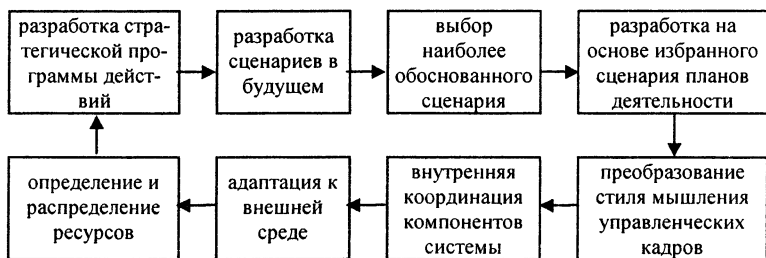 разработка стра-
тегической про-
граммы дейст-
вий
разработка
сценариев в
будущем
выбор
наиболее
обоснованного
сценария
разработка на
основе избранного
сценария планов
деятельности
определение и
распределение
ресурсов
адаптация к
внешней
среде
внутренняя
координация
компонентов
системы
преобразование
стиля мышления
управленческих
кадров